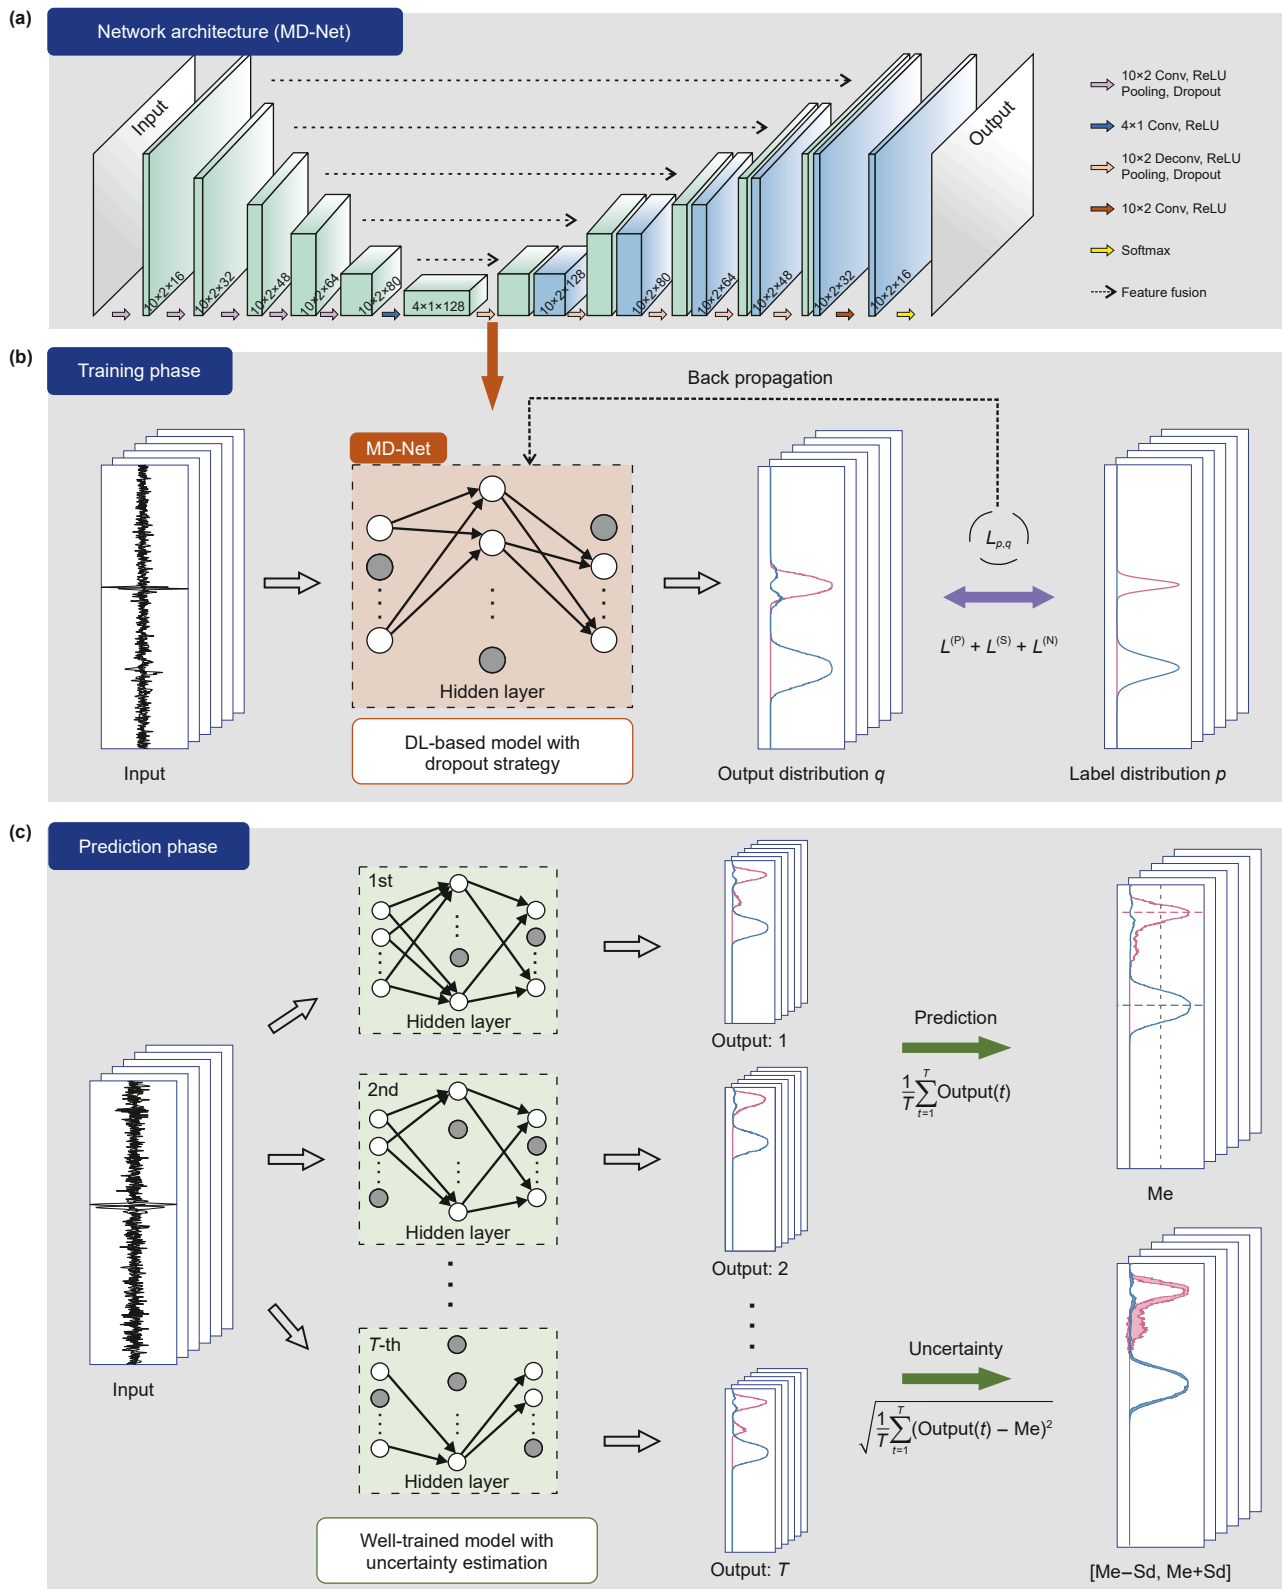 (a)
Network architecture (MD-Net)
Input
10×2×16
10×2×32
10×2×48
10×2×64
10×2×80
4×1×128
10×2×128
10×2×80
10×2×64
10×2×48
10×2×32
10×2×16
Output
10×2 Conv, ReLU
Pooling, Dropout
4×1 Conv, ReLU
10×2 Deconv, ReLU
Pooling, Dropout
10×2 Conv, ReLU
Softmax
Feature fusion
(b)
Training phase
Back propagation
MD-Net
Hidden layer
DL-based model with
dropout strategy
Input
Output distribution q
L_{p,q}
L^{(P)} + L^{(S)} + L^{(N)}
Label distribution p
(c)
Prediction phase
1st
Hidden layer
Output: 1
Prediction
\frac{1}{T}\sum_{t=1}^{T}Output(t)
Me
2nd
Hidden layer
Output: 2
Input
T-th
Hidden layer
Output: T
Uncertainty
\sqrt{\frac{1}{T}\sum_{t=1}^{T}(Output(t) − Me)^2}
[Me−Sd, Me+Sd]
Well-trained model with
uncertainty estimation